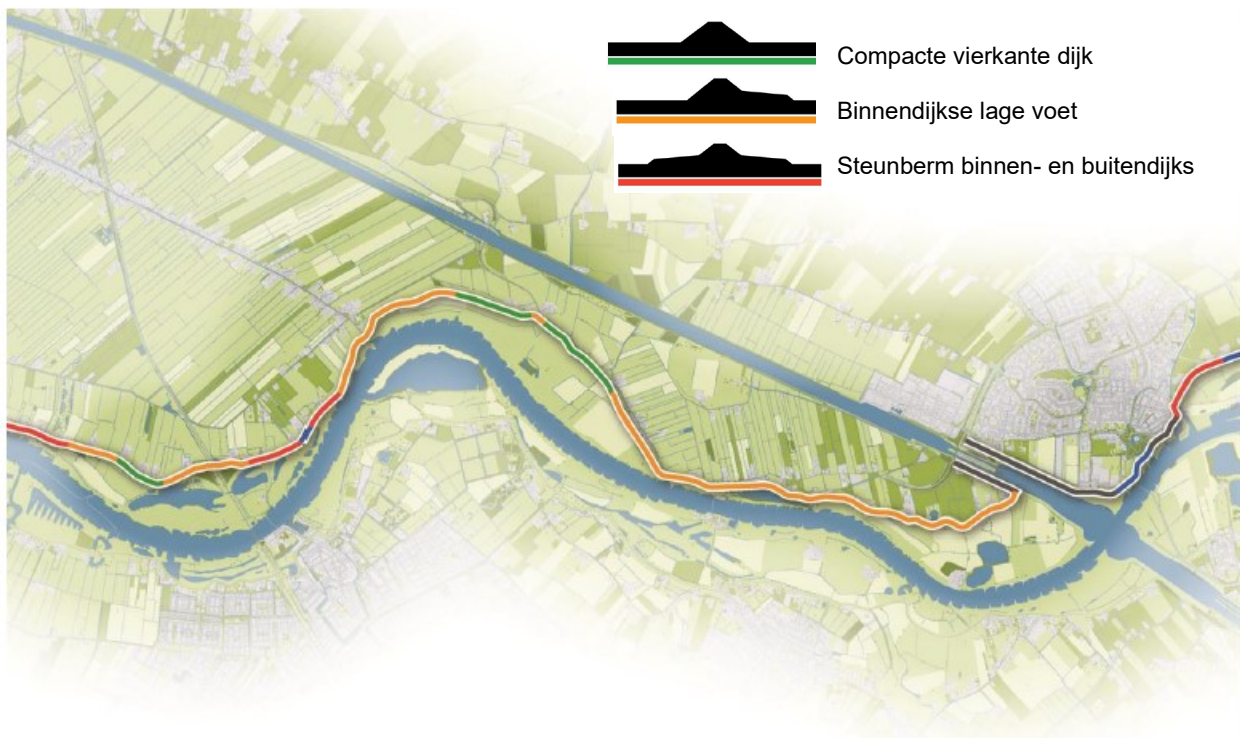 Compacte vierkante dijk
Binnendijkse lage voet
Steunberm binnen- en buitendijks